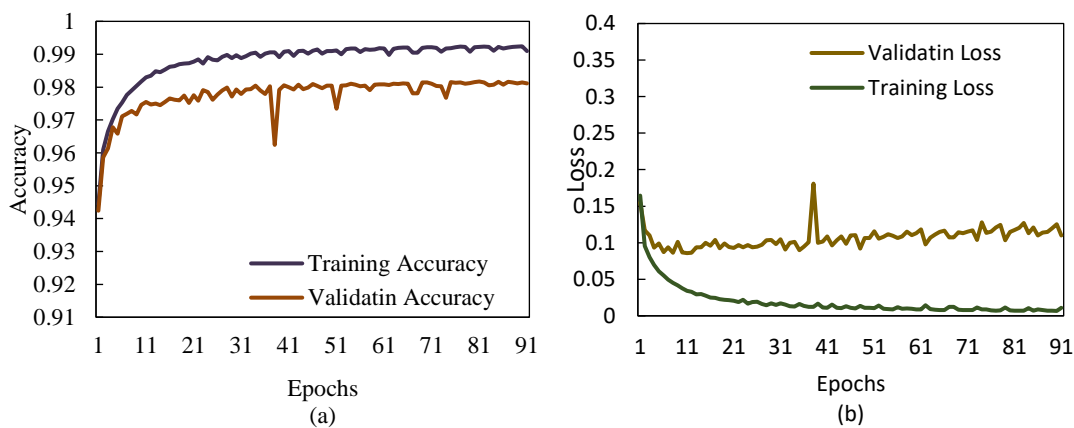 1
0.99
0.98
0.97
0.96
0.95
0.94
0.93
0.92
0.91
Accuracy
Training Accuracy
Validatin Accuracy
1 11 21 31 41 51 61 71 81 91
Epochs
(a)
0.4
0.35
0.3
0.25
0.2
0.15
0.1
0.05
0
Loss
Validatin Loss
Training Loss
1 11 21 31 41 51 61 71 81 91
Epochs
(b)